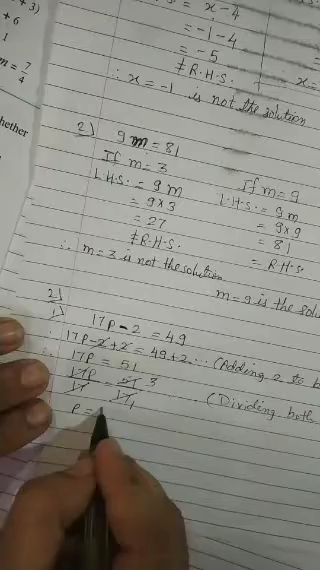 + 3)
+ 6
1
m = 7/4
hether
= x - 4
= -1 - 4
= -5
≠ R.H.S.
∴ x = -1 is not the solution
∴ x =
2) 9m = 81
If m = 3
L.H.S. = 9m
= 9×3
= 27
≠ R.H.S.
∴ m = 3 is not the solution
If m = 9
L.H.S. = 9m
= 9×9
= 81
= R.H.S.
m = 9 is the solu
2)
1) 17p - 2 = 49
17p - 2 + 2 = 49 + 2 ... (Adding 2 to b
17p = 51
17p/17 = 51/17 3 1 (Dividing both
p =